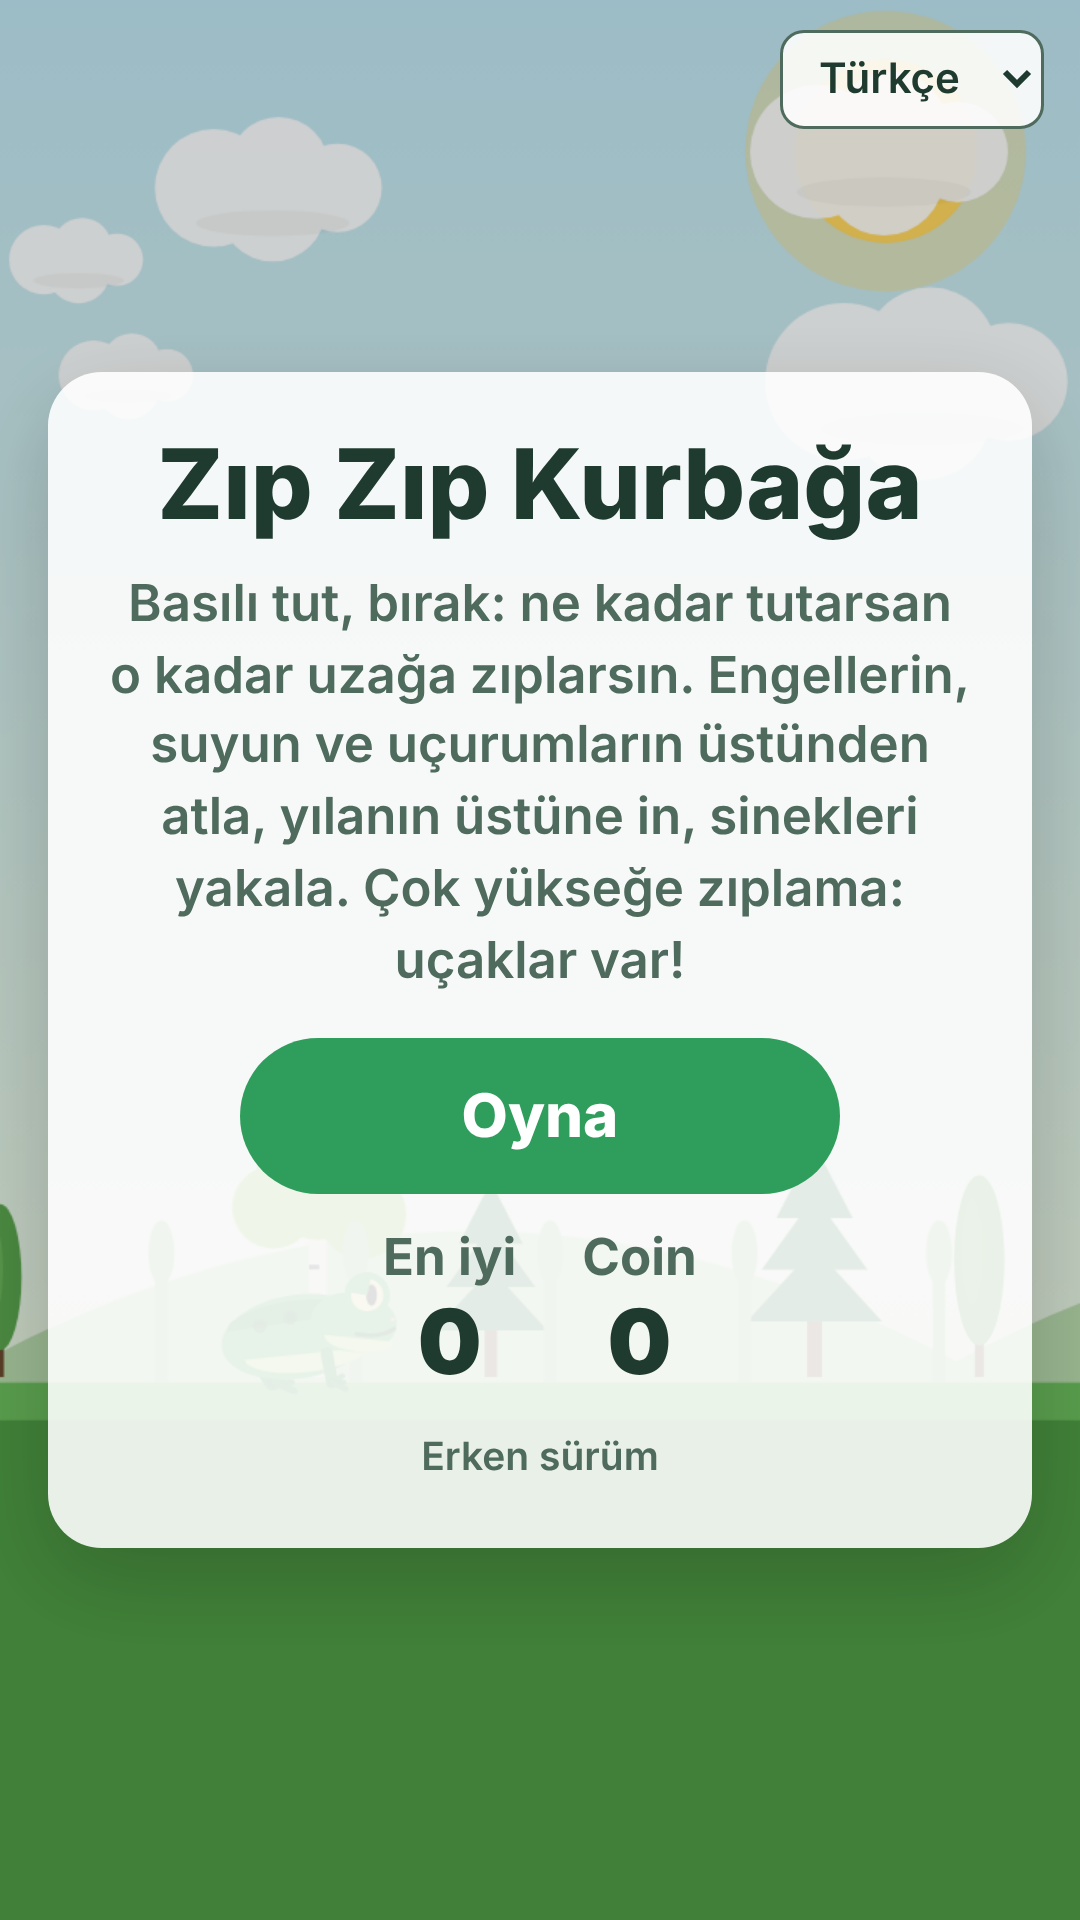 Türkçe
Zıp Zıp Kurbağa
Basılı tut, bırak: ne kadar tutarsan
o kadar uzağa zıplarsın. Engellerin,
suyun ve uçurumların üstünden
atla, yılanın üstüne in, sinekleri
yakala. Çok yükseğe zıplama:
uçaklar var!
Oyna
En iyi Coin
0 0
Erken sürüm